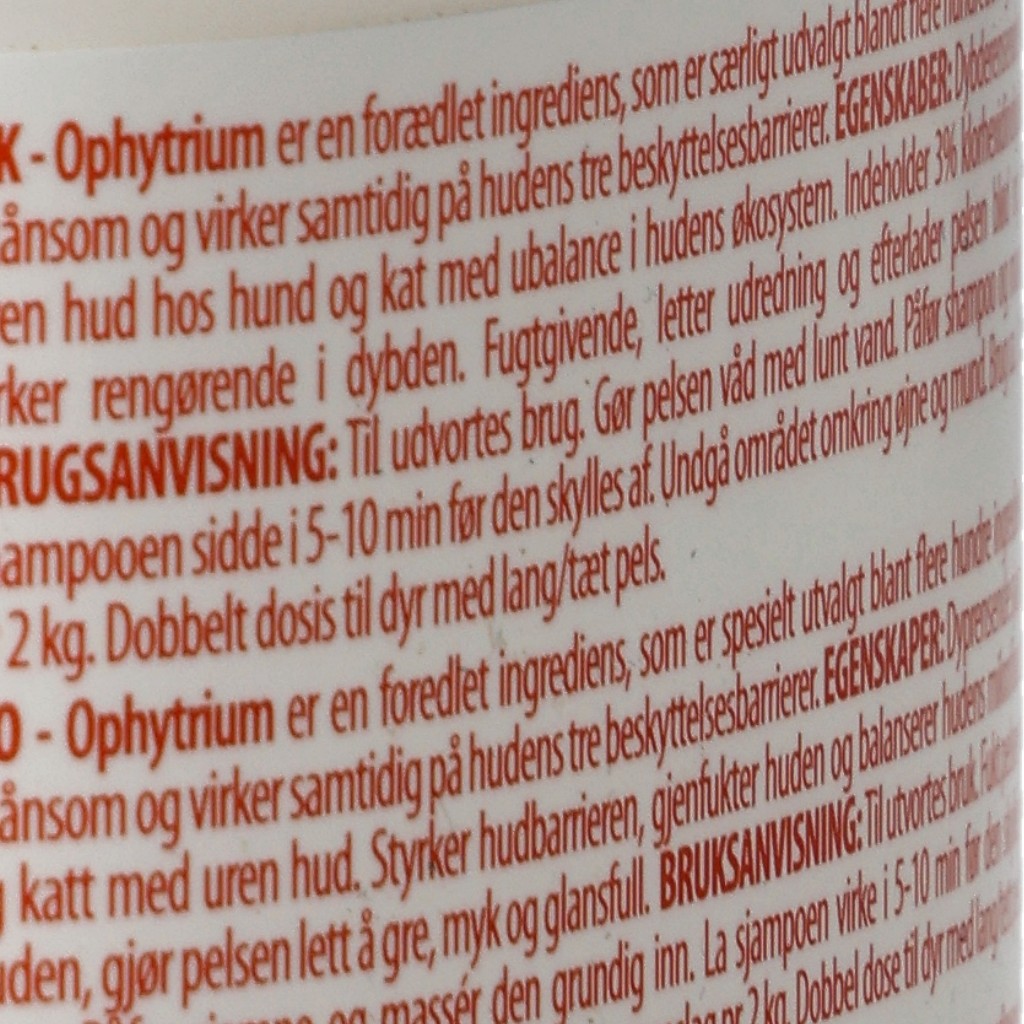 K - Ophytrium er en forædlet ingrediens, som er særligt udvalgt blandt flere
ånsom og virker samtidig på hudens tre beskyttelsesbarrierer. EGENSKABER:
en hud hos hund og kat med ubalance i hudens økosystem. Indeholder 3%
rker rengørende i dybden. Fugtgivende, letter udredning og efterlader pelsen
RUGSANVISNING: Til udvortes brug. Gør pelsen våd med lunt vand. Påfør shampoo og
ampooen sidde i 5-10 min før den skylles af. Undgå området omkring øjne og mund.
2 kg. Dobbelt dosis til dyr med lang/tæt pels.
O - Ophytrium er en foredlet ingrediens, som er spesielt utvalgt blant flere hundre
ånsom og virker samtidig på hudens tre beskyttelsesbarrierer. EGENSKAPER:
katt med uren hud. Styrker hudbarrieren, gjenfukter huden og balanserer hudens
uden, gjør pelsen lett å gre, myk og glansfull. BRUKSANVISNING: Til utvortes bruk.
og massér den grundig inn. La sjampoen virke i 5-10 min før den
2 kg. Dobbel dose til dyr med